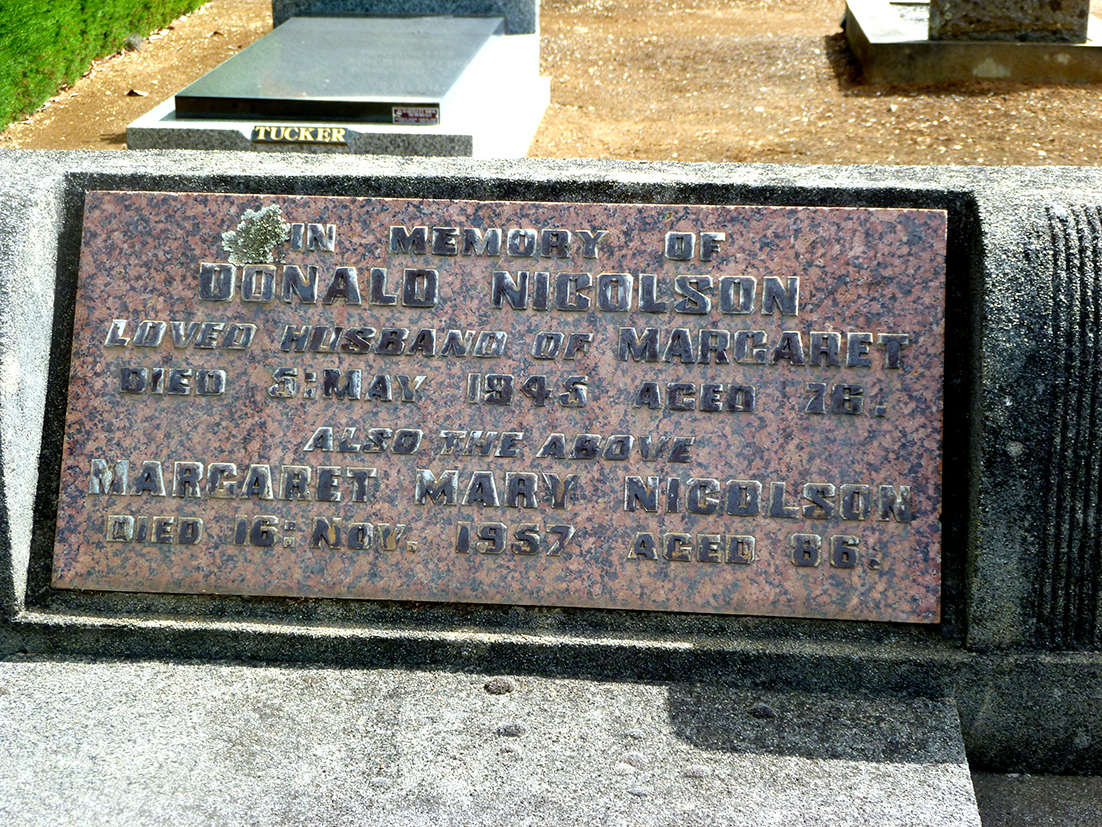 TUCKER
IN MEMORY OF
DONALD NICOLSON
LOVED HUSBAND OF MARGARET
DIED 5: MAY 1945 AGED 76.
ALSO THE ABOVE
MARGARET MARY NICOLSON
DIED 16: NOV. 1957 AGED 86.